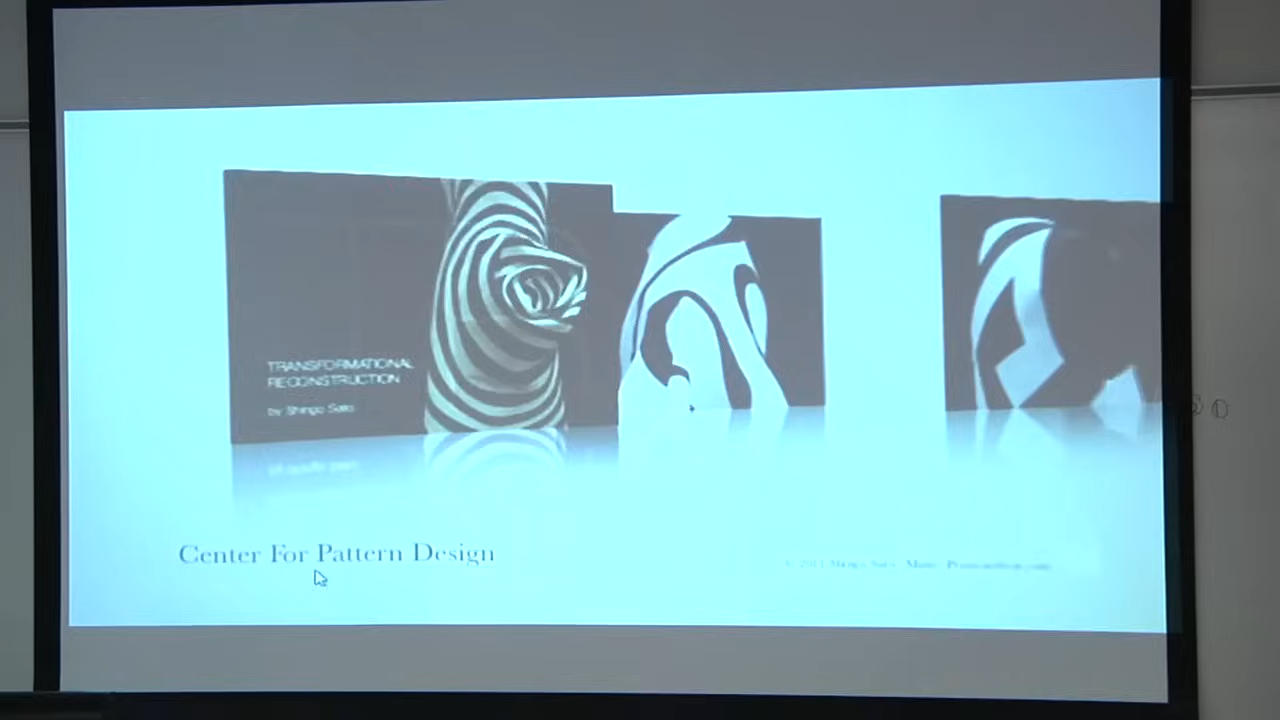 TRANSFORMATIONAL
RECONSTRUCTION
by Shingo Sato
Center For Pattern Design